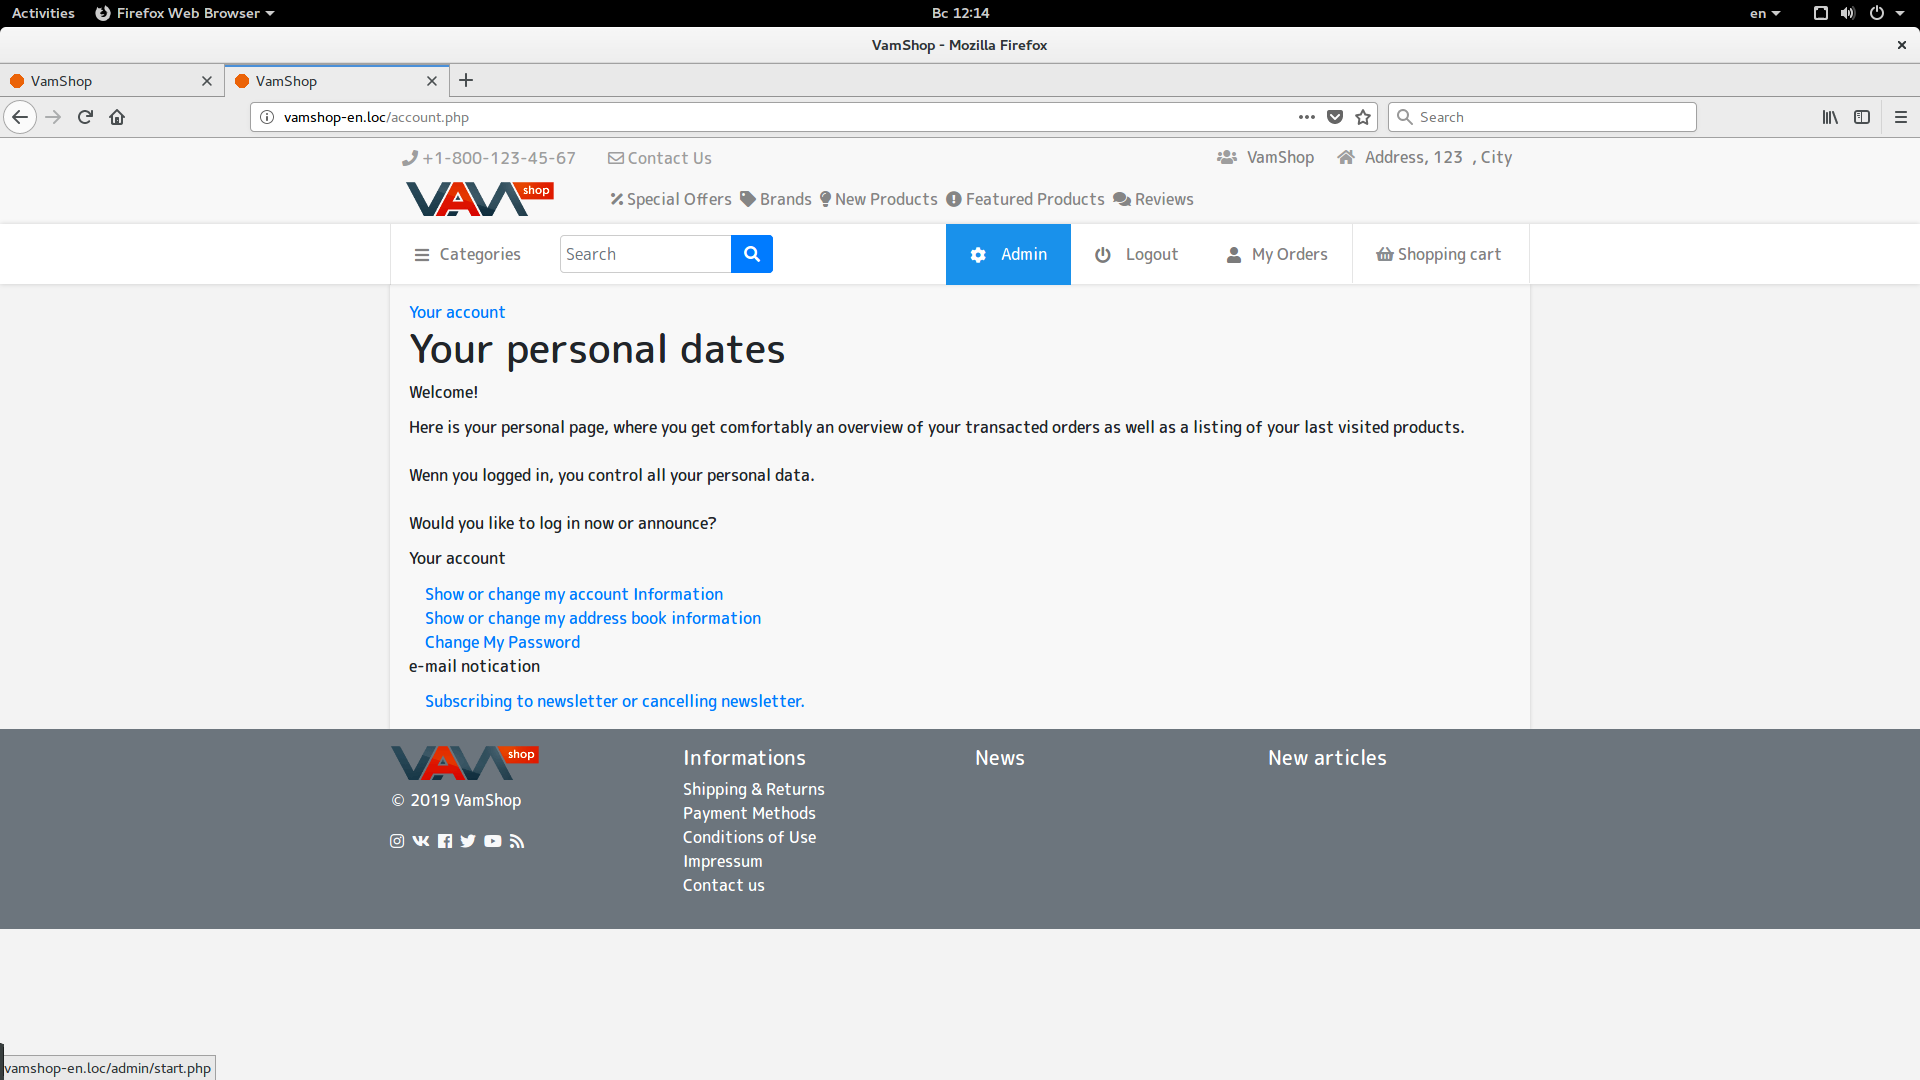 Activities Firefox Web Browser Вс 12:14 en
VamShop - Mozilla Firefox
VamShop VamShop
vamshop-en.loc/account.php Search
+1-800-123-45-67 Contact Us VamShop Address, 123 , City
VAM shop Special Offers Brands New Products Featured Products Reviews
Categories Search Admin Logout My Orders Shopping cart
Your account
Your personal dates
Welcome!
Here is your personal page, where you get comfortably an overview of your transacted orders as well as a listing of your last visited products.
Wenn you logged in, you control all your personal data.
Would you like to log in now or announce?
Your account
Show or change my account Information
Show or change my address book information
Change My Password
e-mail notication
Subscribing to newsletter or cancelling newsletter.
VAM shop Informations News New articles
Shipping & Returns
© 2019 VamShop
Payment Methods
Conditions of Use
Impressum
Contact us
vamshop-en.loc/admin/start.php